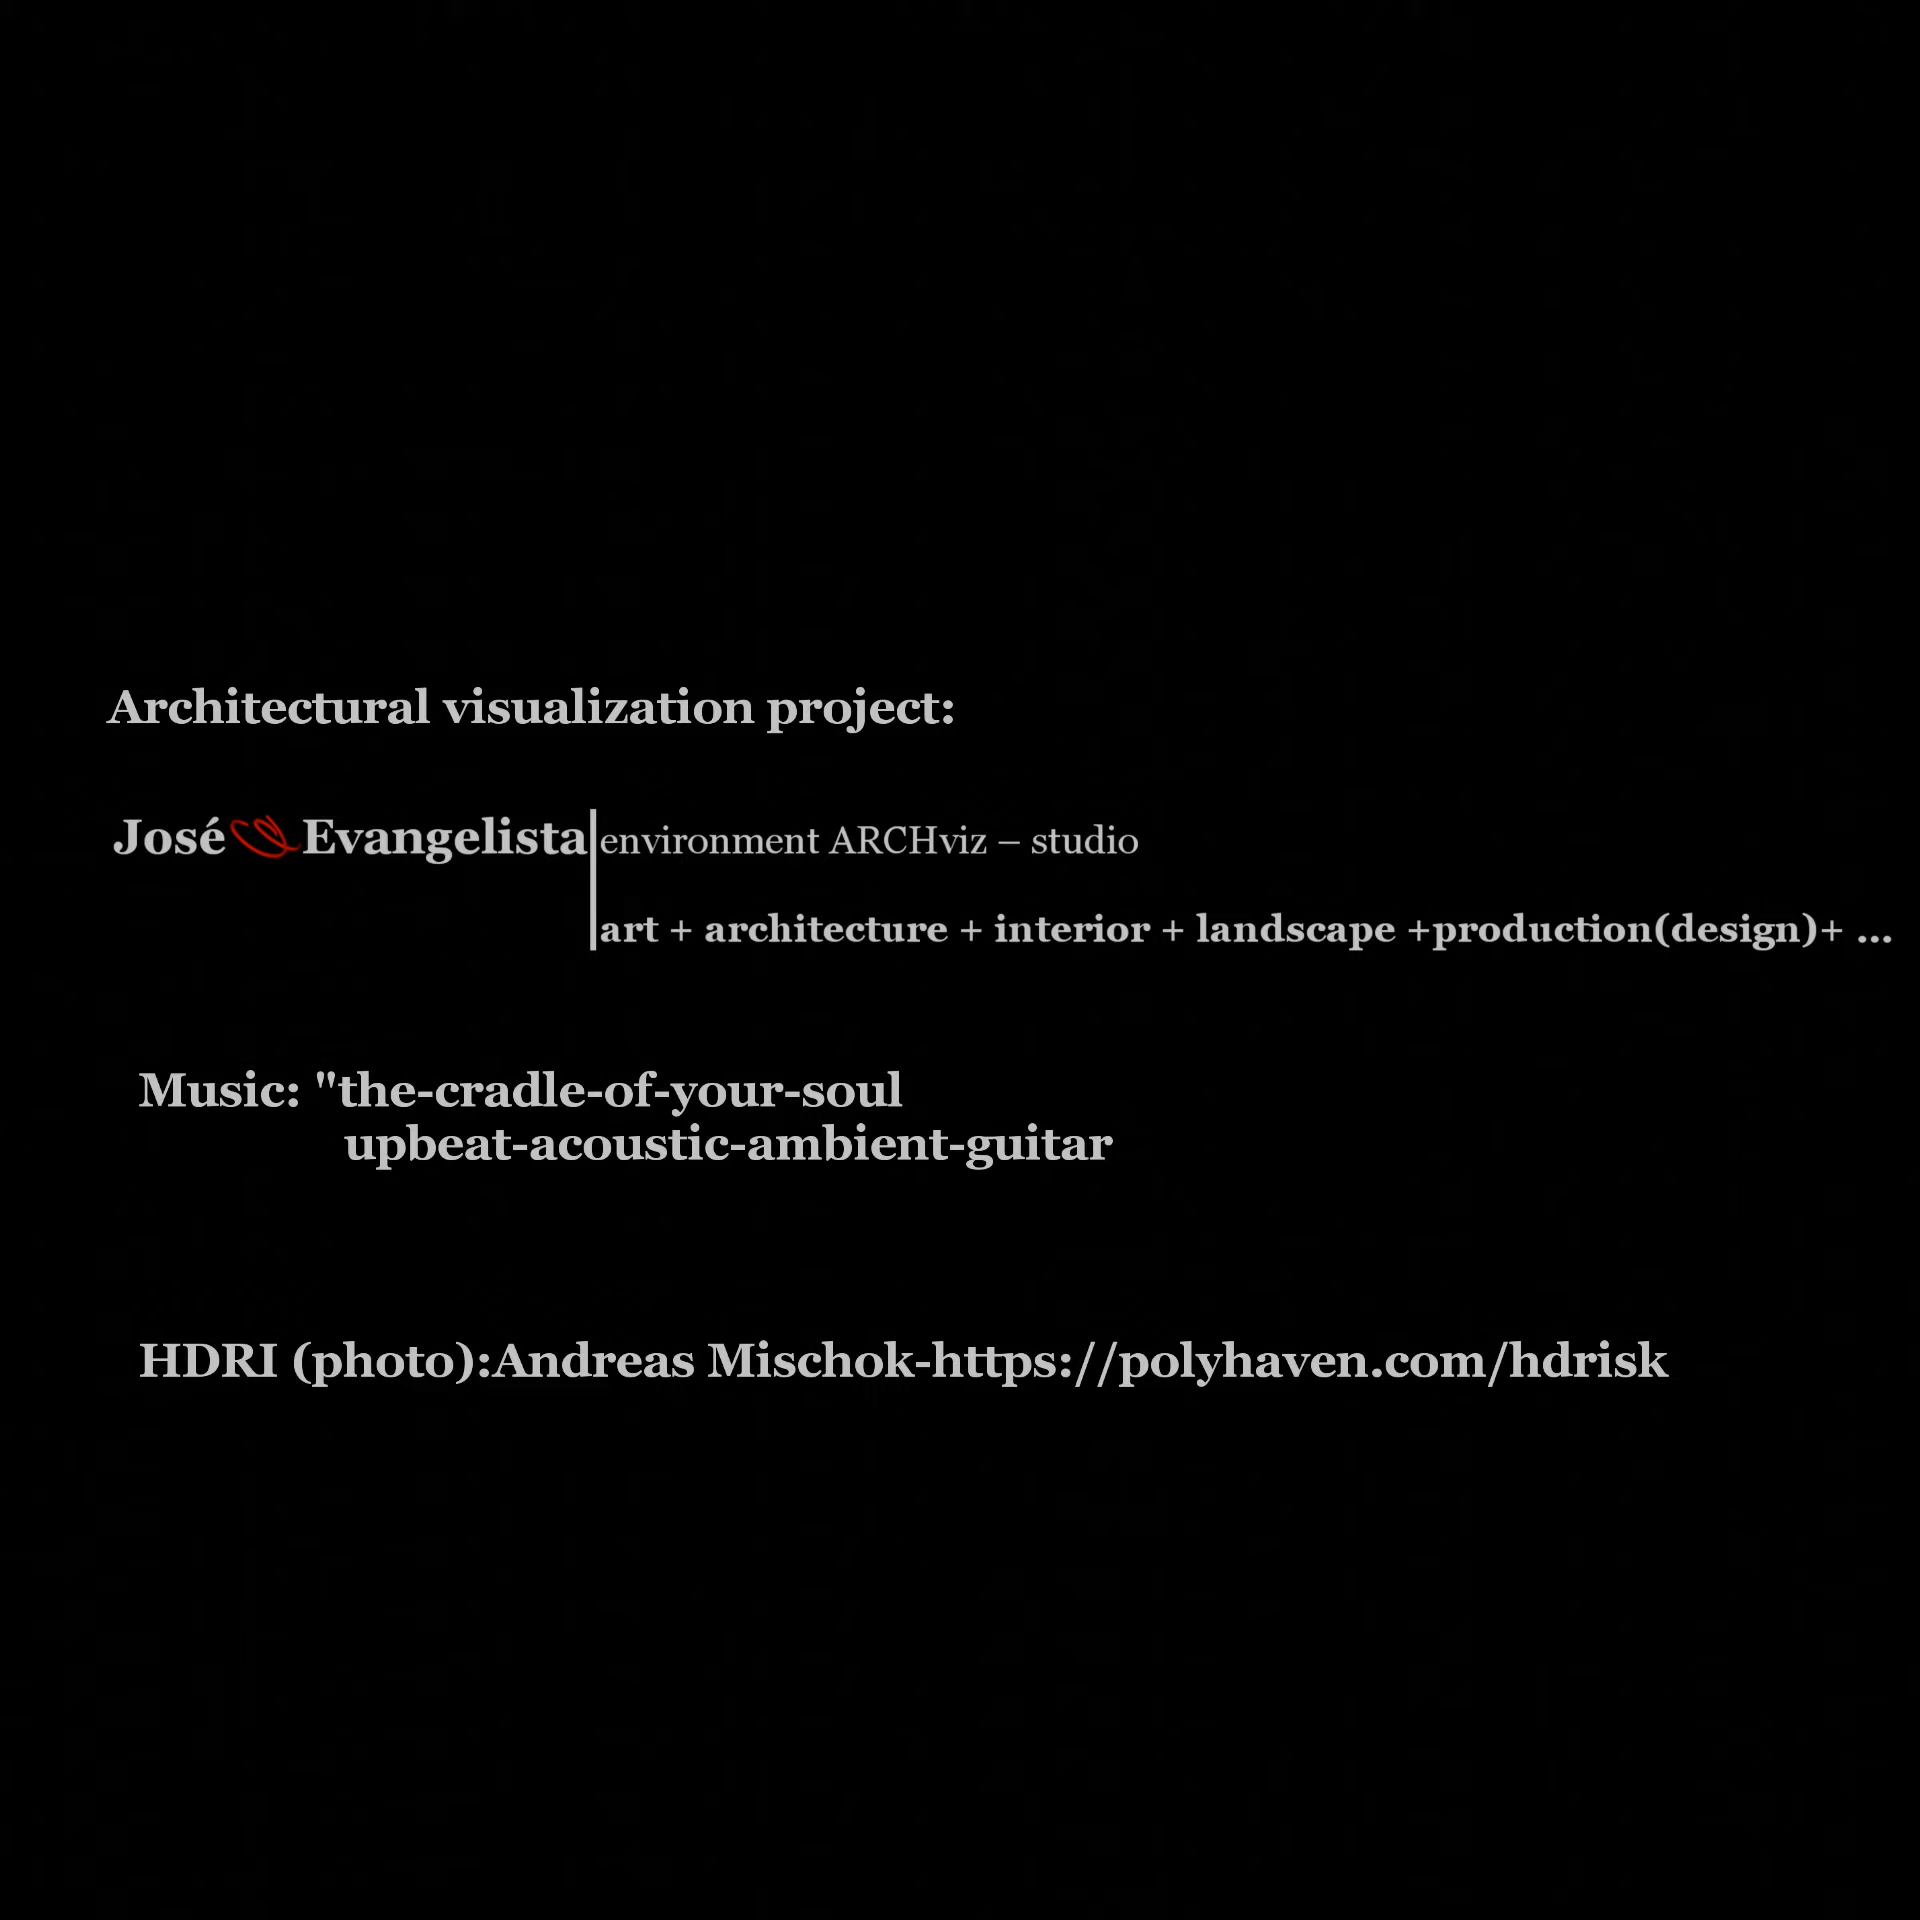 Architectural visualization project:
José Evangelista environment ARCHviz – studio
art + architecture + interior + landscape +production(design)+ ...
Music: "the-cradle-of-your-soul
upbeat-acoustic-ambient-guitar
HDRI (photo):Andreas Mischok-https://polyhaven.com/hdrisk